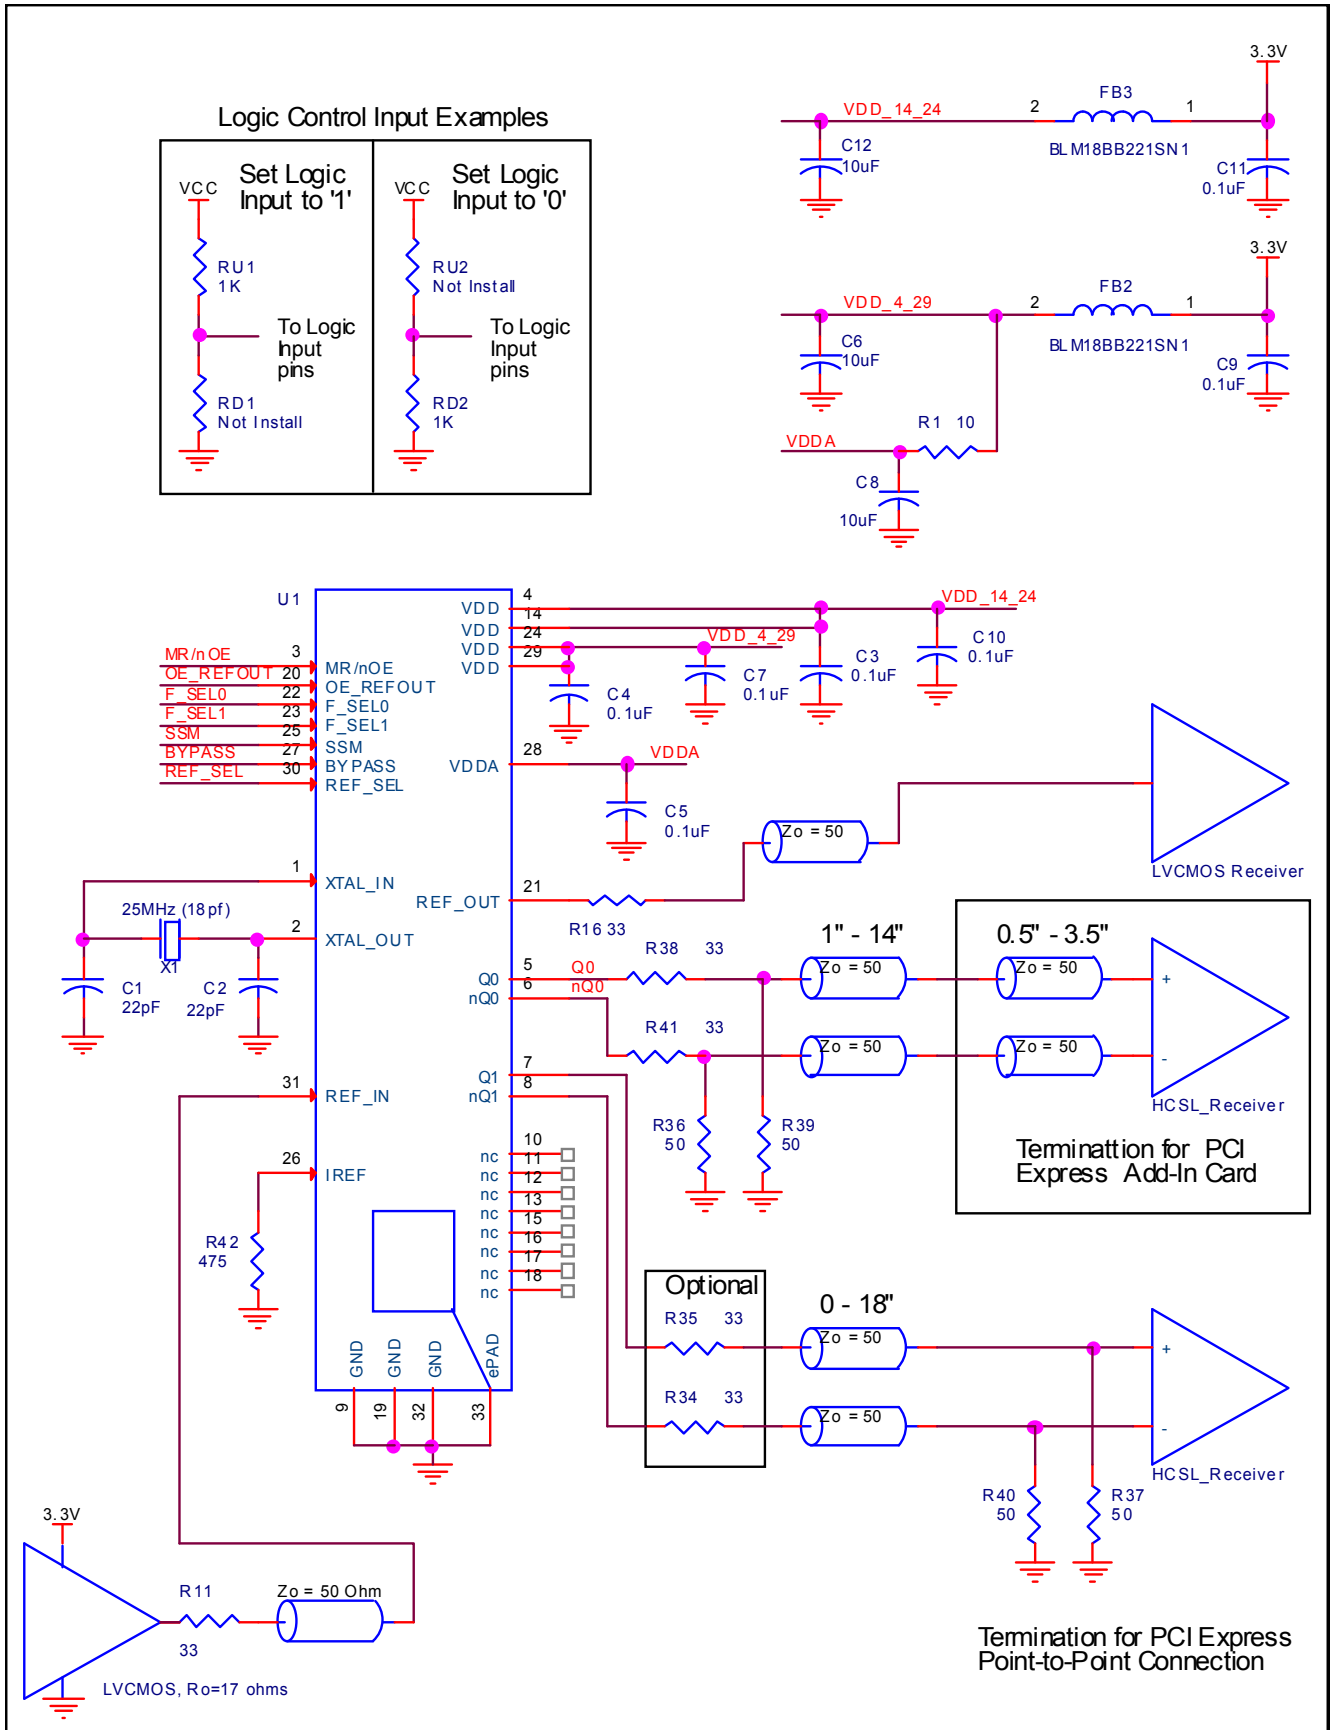 3.3V
FB3
VDD_14_24
2
1
C12
10uF
BLM18BB221SN1
C11
0.1uF
Logic Control Input Examples
Set Logic
Input to '1'
VCC
RU1
1K
To Logic
Input
pins
RD1
Not Install
Set Logic
Input to '0'
VCC
RU2
Not Install
To Logic
Input
pins
RD2
1K
3.3V
FB2
VDD_4_29
2
1
C6
10uF
BLM18BB221SN1
C9
0.1uF
R1 10
VDDA
C8
10uF
U1
VDD
4
VDD
14
VDD
24
VDD
29
VDD_14_24
VDD_4_29
C10
0.1uF
C3
0.1uF
C7
0.1uF
C4
0.1uF
MR/nOE
3
MR/nOE
OE_REFOUT
20
OE_REFOUT
F_SEL0
22
F_SEL0
F_SEL1
23
F_SEL1
SSM
25
SSM
BYPASS
27
BYPASS
REF_SEL
30
REF_SEL
VDDA
28
VDDA
C5
0.1uF
Zo = 50
LVCMOS Receiver
1
XTAL_IN
REF_OUT
21
R16 33
25MHz (18pf)
2
XTAL_OUT
X1
C1
22pF
C2
22pF
Q0
5
Q0
nQ0
6
nQ0
R38 33
R41 33
1" - 14"
Zo = 50
Zo = 50
0.5" - 3.5"
Zo = 50
Zo = 50
+
-
HCSL_Receiver
Q1
7
nQ1
8
R36
50
R39
50
Terminattion for PCI
Express Add-In Card
31
REF_IN
26
IREF
R42
475
nc
10
nc
11
nc
12
nc
13
nc
15
nc
16
nc
17
nc
18
Optional
R35 33
R34 33
0 - 18"
Zo = 50
Zo = 50
+
-
HCSL_Receiver
GND
GND
GND
ePAD
9
19
32
33
R40
50
R37
50
3.3V
R11
33
Zo = 50 Ohm
LVCMOS, Ro=17 ohms
Termination for PCI Express
Point-to-Point Connection